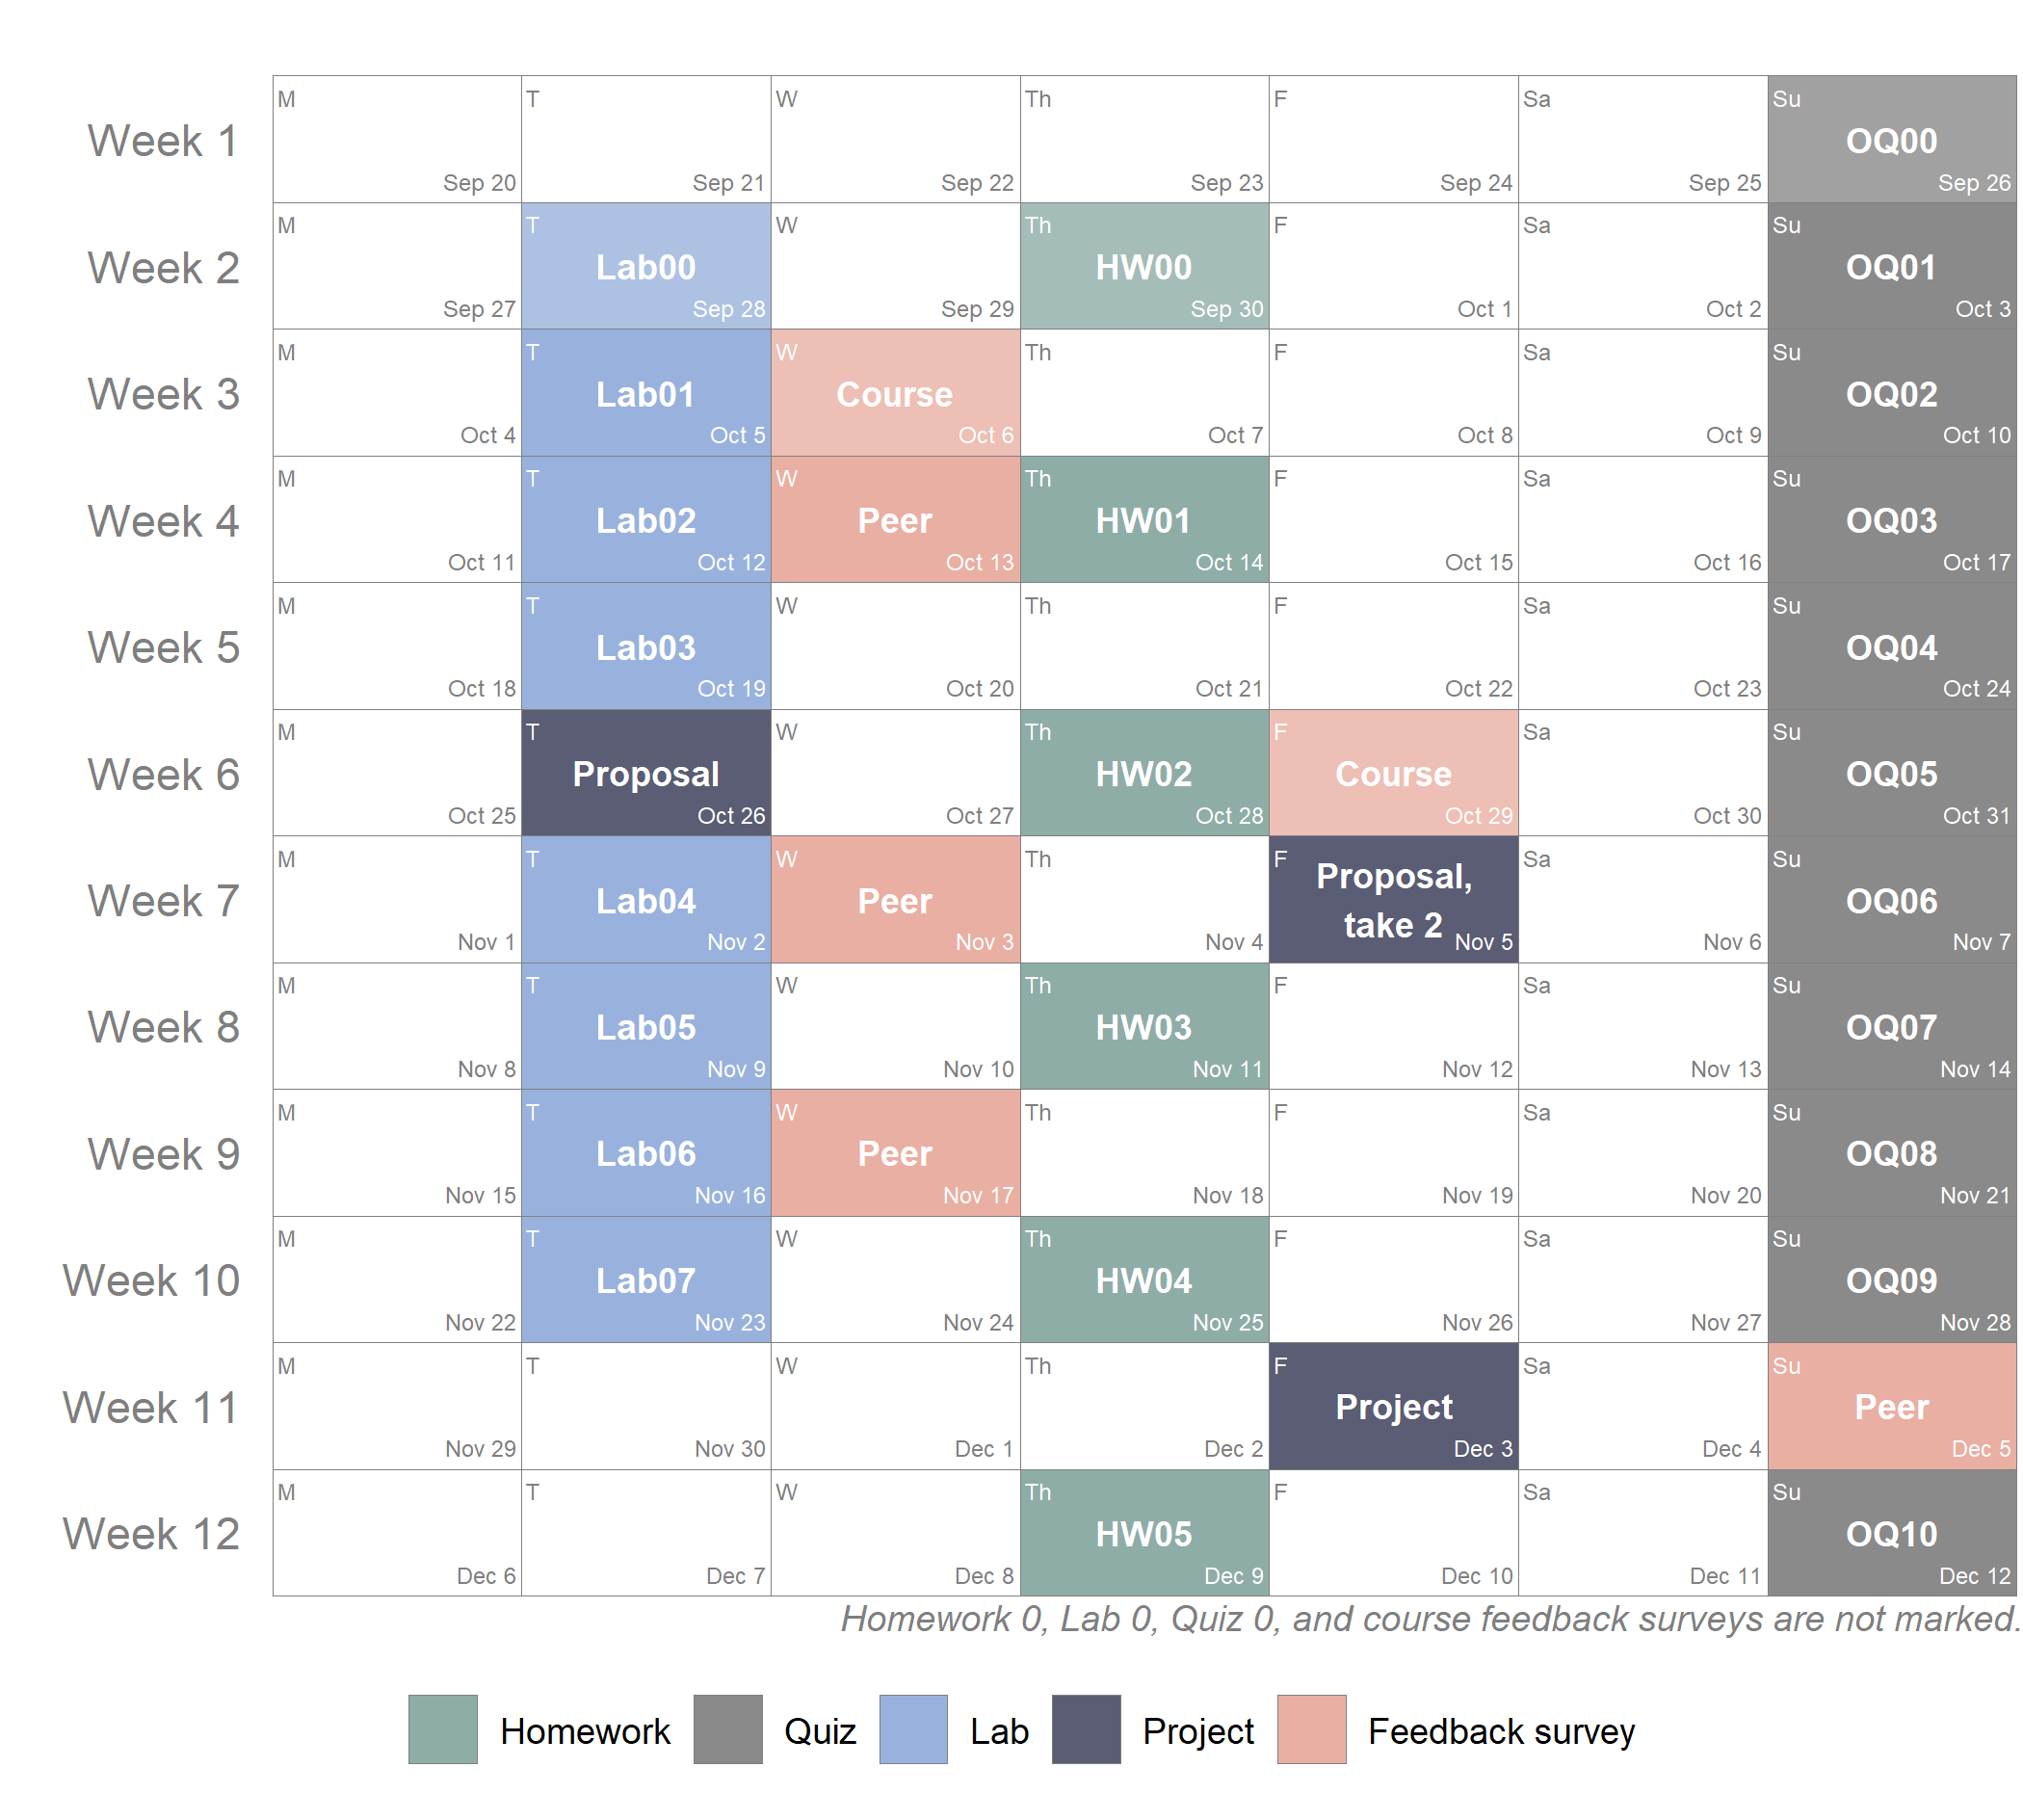 M T W Th F Sa Su
Week 1 OQ00
Sep 20 Sep 21 Sep 22 Sep 23 Sep 24 Sep 25 Sep 26
M T W Th F Sa Su
Week 2 Lab00 HW00 OQ01
Sep 27 Sep 28 Sep 29 Sep 30 Oct 1 Oct 2 Oct 3
M T W Th F Sa Su
Week 3 Lab01 Course OQ02
Oct 4 Oct 5 Oct 6 Oct 7 Oct 8 Oct 9 Oct 10
M T W Th F Sa Su
Week 4 Lab02 Peer HW01 OQ03
Oct 11 Oct 12 Oct 13 Oct 14 Oct 15 Oct 16 Oct 17
M T W Th F Sa Su
Week 5 Lab03 OQ04
Oct 18 Oct 19 Oct 20 Oct 21 Oct 22 Oct 23 Oct 24
M T W Th F Sa Su
Week 6 Proposal HW02 Course OQ05
Oct 25 Oct 26 Oct 27 Oct 28 Oct 29 Oct 30 Oct 31
M T W Th F Sa Su
Week 7 Lab04 Peer Proposal, take 2 OQ06
Nov 1 Nov 2 Nov 3 Nov 4 Nov 5 Nov 6 Nov 7
M T W Th F Sa Su
Week 8 Lab05 HW03 OQ07
Nov 8 Nov 9 Nov 10 Nov 11 Nov 12 Nov 13 Nov 14
M T W Th F Sa Su
Week 9 Lab06 Peer OQ08
Nov 15 Nov 16 Nov 17 Nov 18 Nov 19 Nov 20 Nov 21
M T W Th F Sa Su
Week 10 Lab07 HW04 OQ09
Nov 22 Nov 23 Nov 24 Nov 25 Nov 26 Nov 27 Nov 28
M T W Th F Sa Su
Week 11 Project Peer
Nov 29 Nov 30 Dec 1 Dec 2 Dec 3 Dec 4 Dec 5
M T W Th F Sa Su
Week 12 HW05 OQ10
Dec 6 Dec 7 Dec 8 Dec 9 Dec 10 Dec 11 Dec 12
Homework 0, Lab 0, Quiz 0, and course feedback surveys are not marked.
Homework Quiz Lab Project Feedback survey